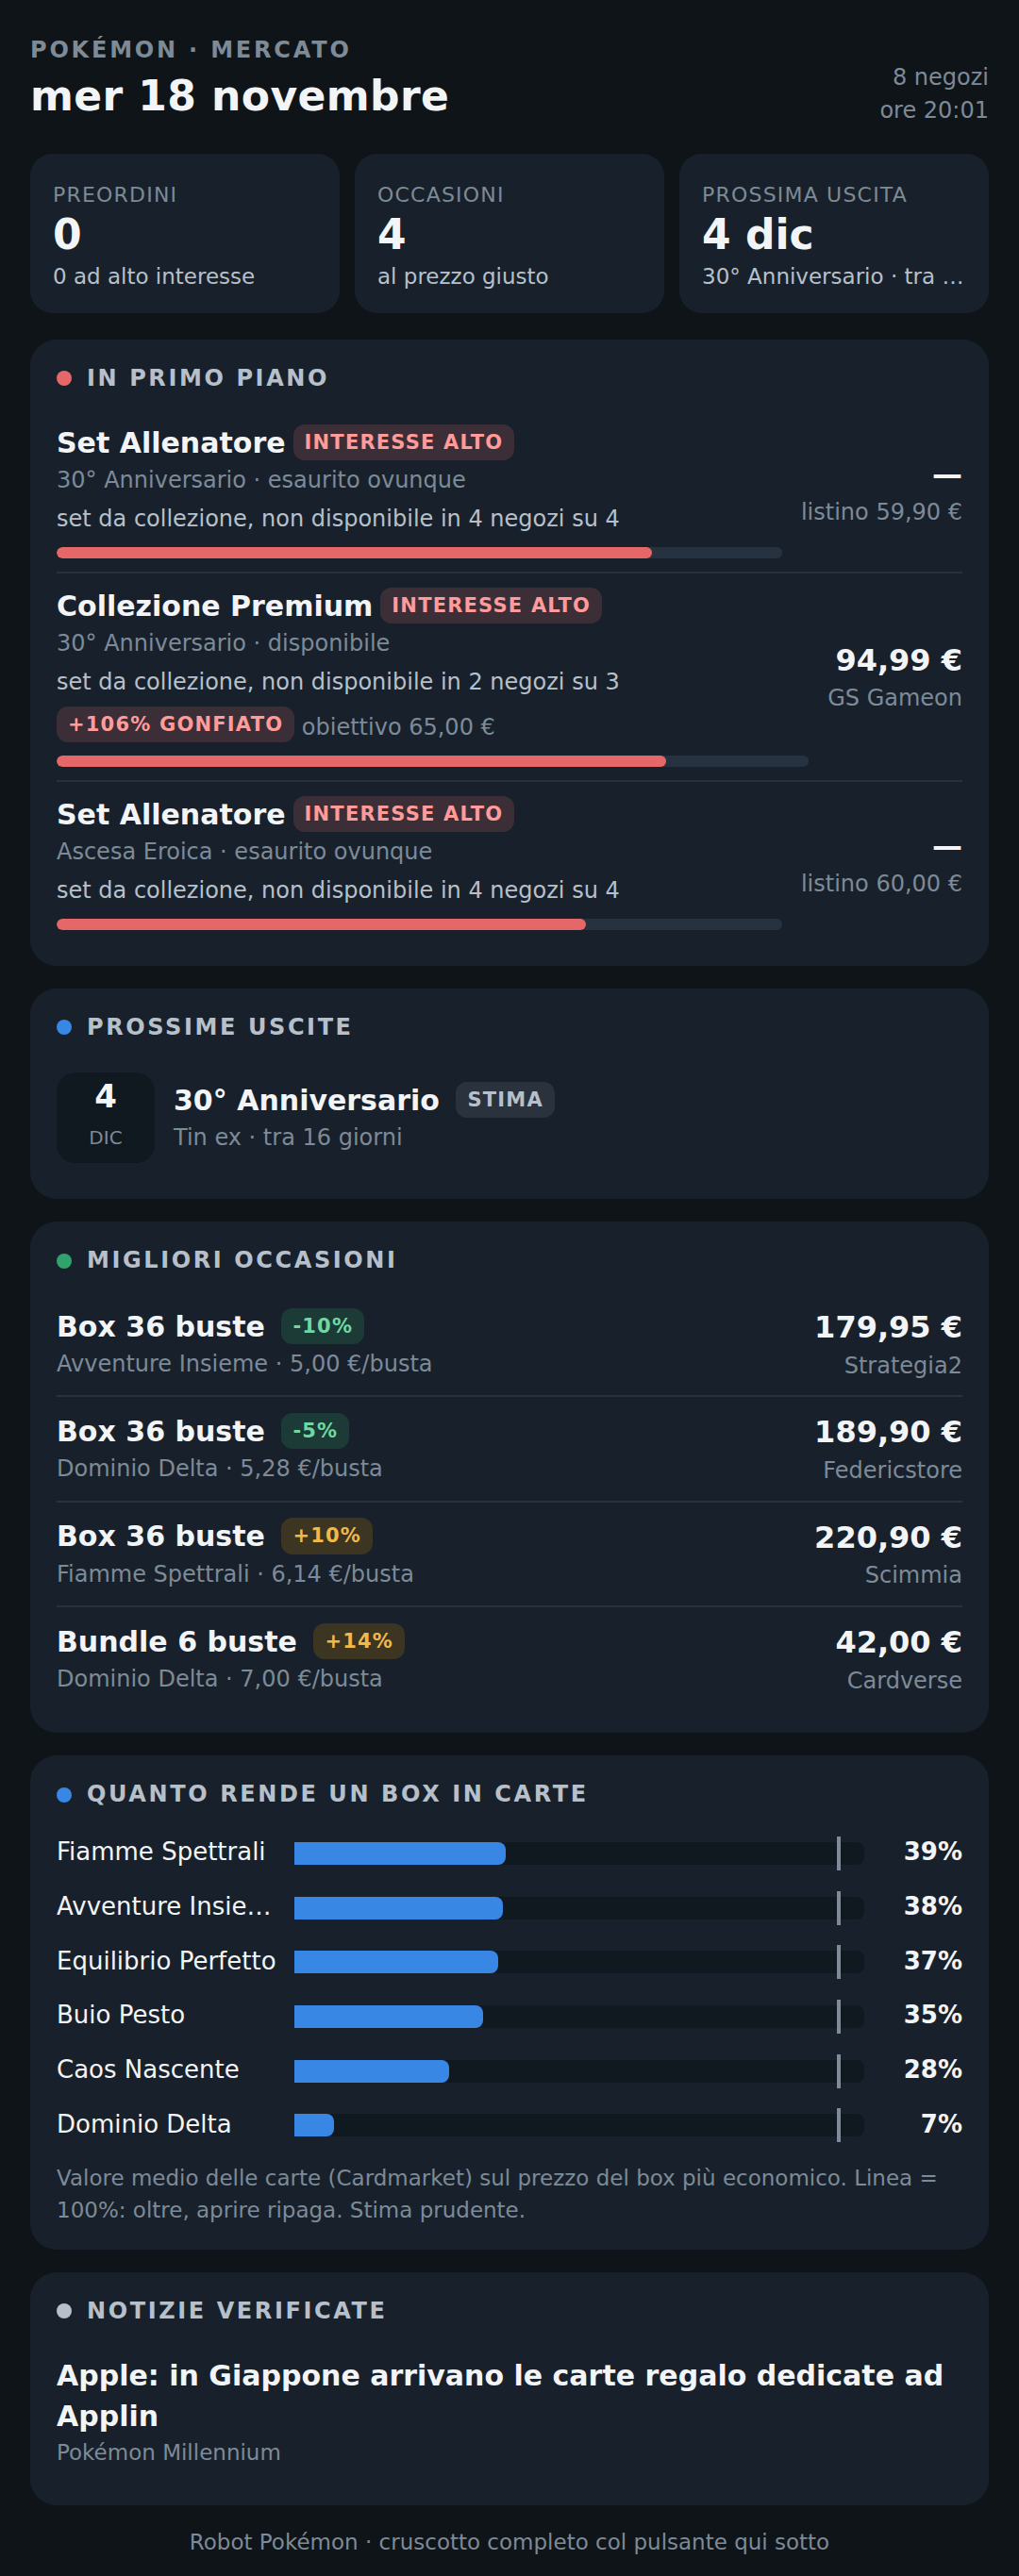 POKÉMON · MERCATO
mer 18 novembre
8 negozi
ore 20:01
PREORDINI
0
0 ad alto interesse
OCCASIONI
4
al prezzo giusto
PROSSIMA USCITA
4 dic
30° Anniversario · tra …
IN PRIMO PIANO
Set Allenatore INTERESSE ALTO
30° Anniversario · esaurito ovunque
set da collezione, non disponibile in 4 negozi su 4
—
listino 59,90 €
Collezione Premium INTERESSE ALTO
30° Anniversario · disponibile
set da collezione, non disponibile in 2 negozi su 3
+106% GONFIATO obiettivo 65,00 €
94,99 €
GS Gameon
Set Allenatore INTERESSE ALTO
Ascesa Eroica · esaurito ovunque
set da collezione, non disponibile in 4 negozi su 4
—
listino 60,00 €
PROSSIME USCITE
4
DIC
30° Anniversario STIMA
Tin ex · tra 16 giorni
MIGLIORI OCCASIONI
Box 36 buste -10%
Avventure Insieme · 5,00 €/busta
179,95 €
Strategia2
Box 36 buste -5%
Dominio Delta · 5,28 €/busta
189,90 €
Federicstore
Box 36 buste +10%
Fiamme Spettrali · 6,14 €/busta
220,90 €
Scimmia
Bundle 6 buste +14%
Dominio Delta · 7,00 €/busta
42,00 €
Cardverse
QUANTO RENDE UN BOX IN CARTE
Fiamme Spettrali 39%
Avventure Insie… 38%
Equilibrio Perfetto 37%
Buio Pesto 35%
Caos Nascente 28%
Dominio Delta 7%
Valore medio delle carte (Cardmarket) sul prezzo del box più economico. Linea =
100%: oltre, aprire ripaga. Stima prudente.
NOTIZIE VERIFICATE
Apple: in Giappone arrivano le carte regalo dedicate ad
Applin
Pokémon Millennium
Robot Pokémon · cruscotto completo col pulsante qui sotto